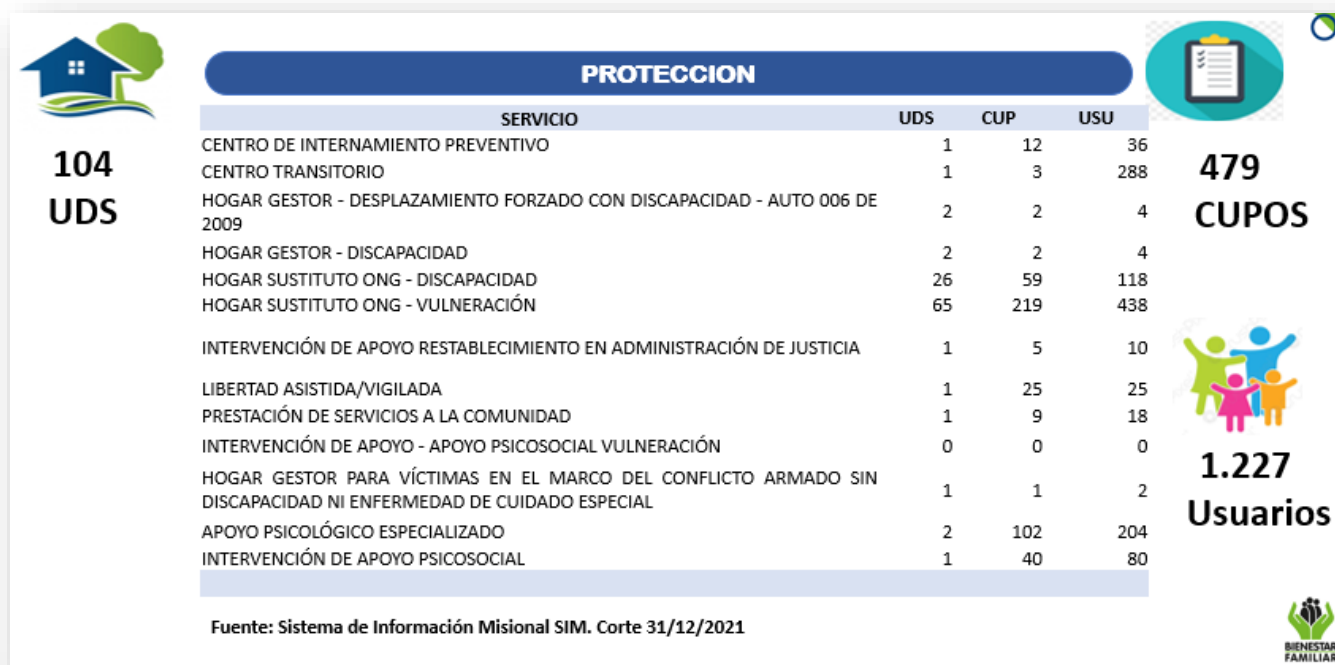 PROTECCION
SERVICIO UDS CUP USU
CENTRO DE INTERNAMIENTO PREVENTIVO 1 12 36
CENTRO TRANSITORIO 1 3 288
HOGAR GESTOR - DESPLAZAMIENTO FORZADO CON DISCAPACIDAD - AUTO 006 DE
2009 2 2 4
HOGAR GESTOR - DISCAPACIDAD 2 2 4
HOGAR SUSTITUTO ONG - DISCAPACIDAD 26 59 118
HOGAR SUSTITUTO ONG - VULNERACIÓN 65 219 438
INTERVENCIÓN DE APOYO RESTABLECIMIENTO EN ADMINISTRACIÓN DE JUSTICIA 1 5 10
LIBERTAD ASISTIDA/VIGILADA 1 25 25
PRESTACIÓN DE SERVICIOS A LA COMUNIDAD 1 9 18
INTERVENCIÓN DE APOYO - APOYO PSICOSOCIAL VULNERACIÓN 0 0 0
HOGAR GESTOR PARA VÍCTIMAS EN EL MARCO DEL CONFLICTO ARMADO SIN
DISCAPACIDAD NI ENFERMEDAD DE CUIDADO ESPECIAL 1 1 2
APOYO PSICOLÓGICO ESPECIALIZADO 2 102 204
INTERVENCIÓN DE APOYO PSICOSOCIAL 1 40 80
104
UDS
479
CUPOS
1.227
Usuarios
Fuente: Sistema de Información Misional SIM. Corte 31/12/2021
BIENESTAR
FAMILIAR